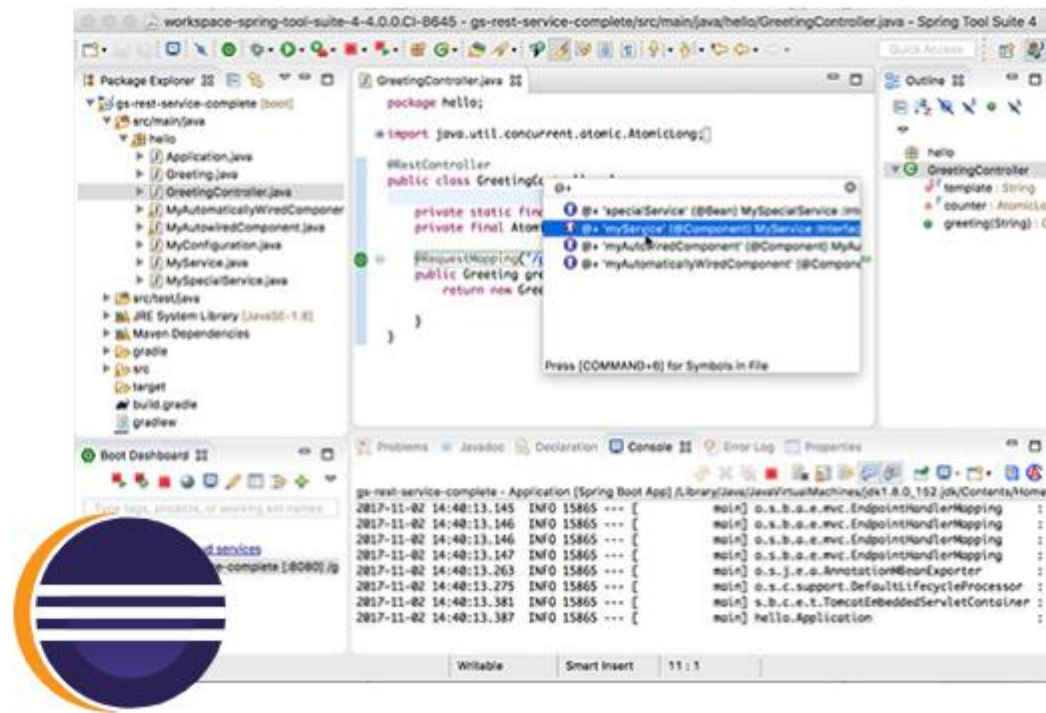 workspace-spring-tool-suite-4-4.0.0.CI-B645 - gs-rest-service-complete/src/main/java/hello/GreetingController.java - Spring Tool Suite 4
Quick Access
Package Explorer
gs-rest-service-complete [boot]
src/main/java
hello
Application.java
Greeting.java
GreetingController.java
MyAutomaticallyWiredComponer
MyAutowiredComponent.java
MyConfiguration.java
MyService.java
MySpecialService.java
src/test/java
JRE System Library [JavaSE-1.8]
Maven Dependencies
gradle
src
target
build.gradle
gradlew
GreetingController.java
package hello;
import java.util.concurrent.atomic.AtomicLong;
@RestController
public class GreetingCo
private static fina
private final Atom
@RequestMapping("/g
public Greeting gre
return new Gree
}
}
@+
@+ 'specialService' (@Bean) MySpecialService
@+ 'myService' (@Component) MyService
@+ 'myAutowiredComponent' (@Component) MyAu
@+ 'myAutomaticallyWiredComponent' (@Compone
Press [COMMAND+6] for Symbols in File
Outline
hello
GreetingController
template : String
counter : AtomicLo
greeting(String) : G
Boot Dashboard
Type tags, projects, or working set names
d services
e-complete [:8080] /g
Problems Javadoc Declaration Console Error Log Properties
gs-rest-service-complete - Application [Spring Boot App] /Library/Java/JavaVirtualMachines/jdk1.8.0_152.jdk/Contents/Home
2017-11-02 14:40:13.145 INFO 15865 --- [ main] o.s.b.a.e.mvc.EndpointHandlerMapping :
2017-11-02 14:40:13.146 INFO 15865 --- [ main] o.s.b.a.e.mvc.EndpointHandlerMapping :
2017-11-02 14:40:13.146 INFO 15865 --- [ main] o.s.b.a.e.mvc.EndpointHandlerMapping :
2017-11-02 14:40:13.147 INFO 15865 --- [ main] o.s.b.a.e.mvc.EndpointHandlerMapping :
2017-11-02 14:40:13.263 INFO 15865 --- [ main] o.s.j.e.a.AnnotationMBeanExporter :
2017-11-02 14:40:13.275 INFO 15865 --- [ main] o.s.c.support.DefaultLifecycleProcessor :
2017-11-02 14:40:13.381 INFO 15865 --- [ main] s.b.c.e.t.TomcatEmbeddedServletContainer :
2017-11-02 14:40:13.387 INFO 15865 --- [ main] hello.Application :
Writable Smart Insert 11 : 1